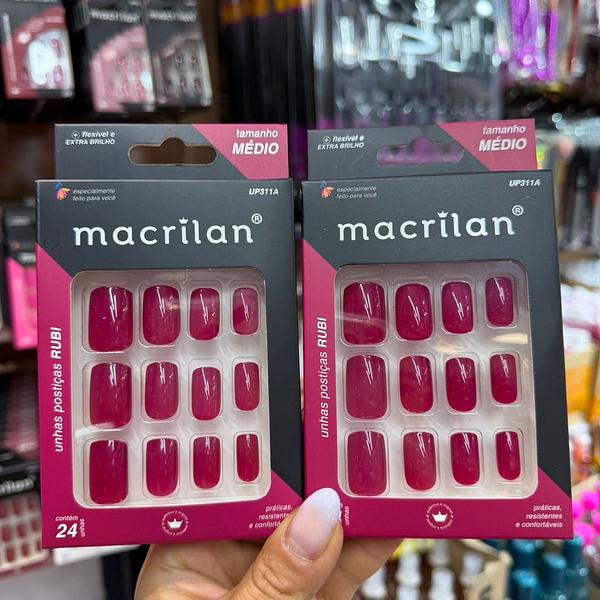 + flexível e
EXTRA BRILHO
tamanho
MÉDIO
especialmente
feito para você
UP311A
macrilan®
unhas postiças RUBI
contém
24
unhas
práticas,
resistentes
e confortáveis
+ flexível e
EXTRA BRILHO
tamanho
MÉDIO
especialmente
feito para você
UP311A
macrilan®
unhas postiças RUBI
práticas,
resistentes
e confortáveis